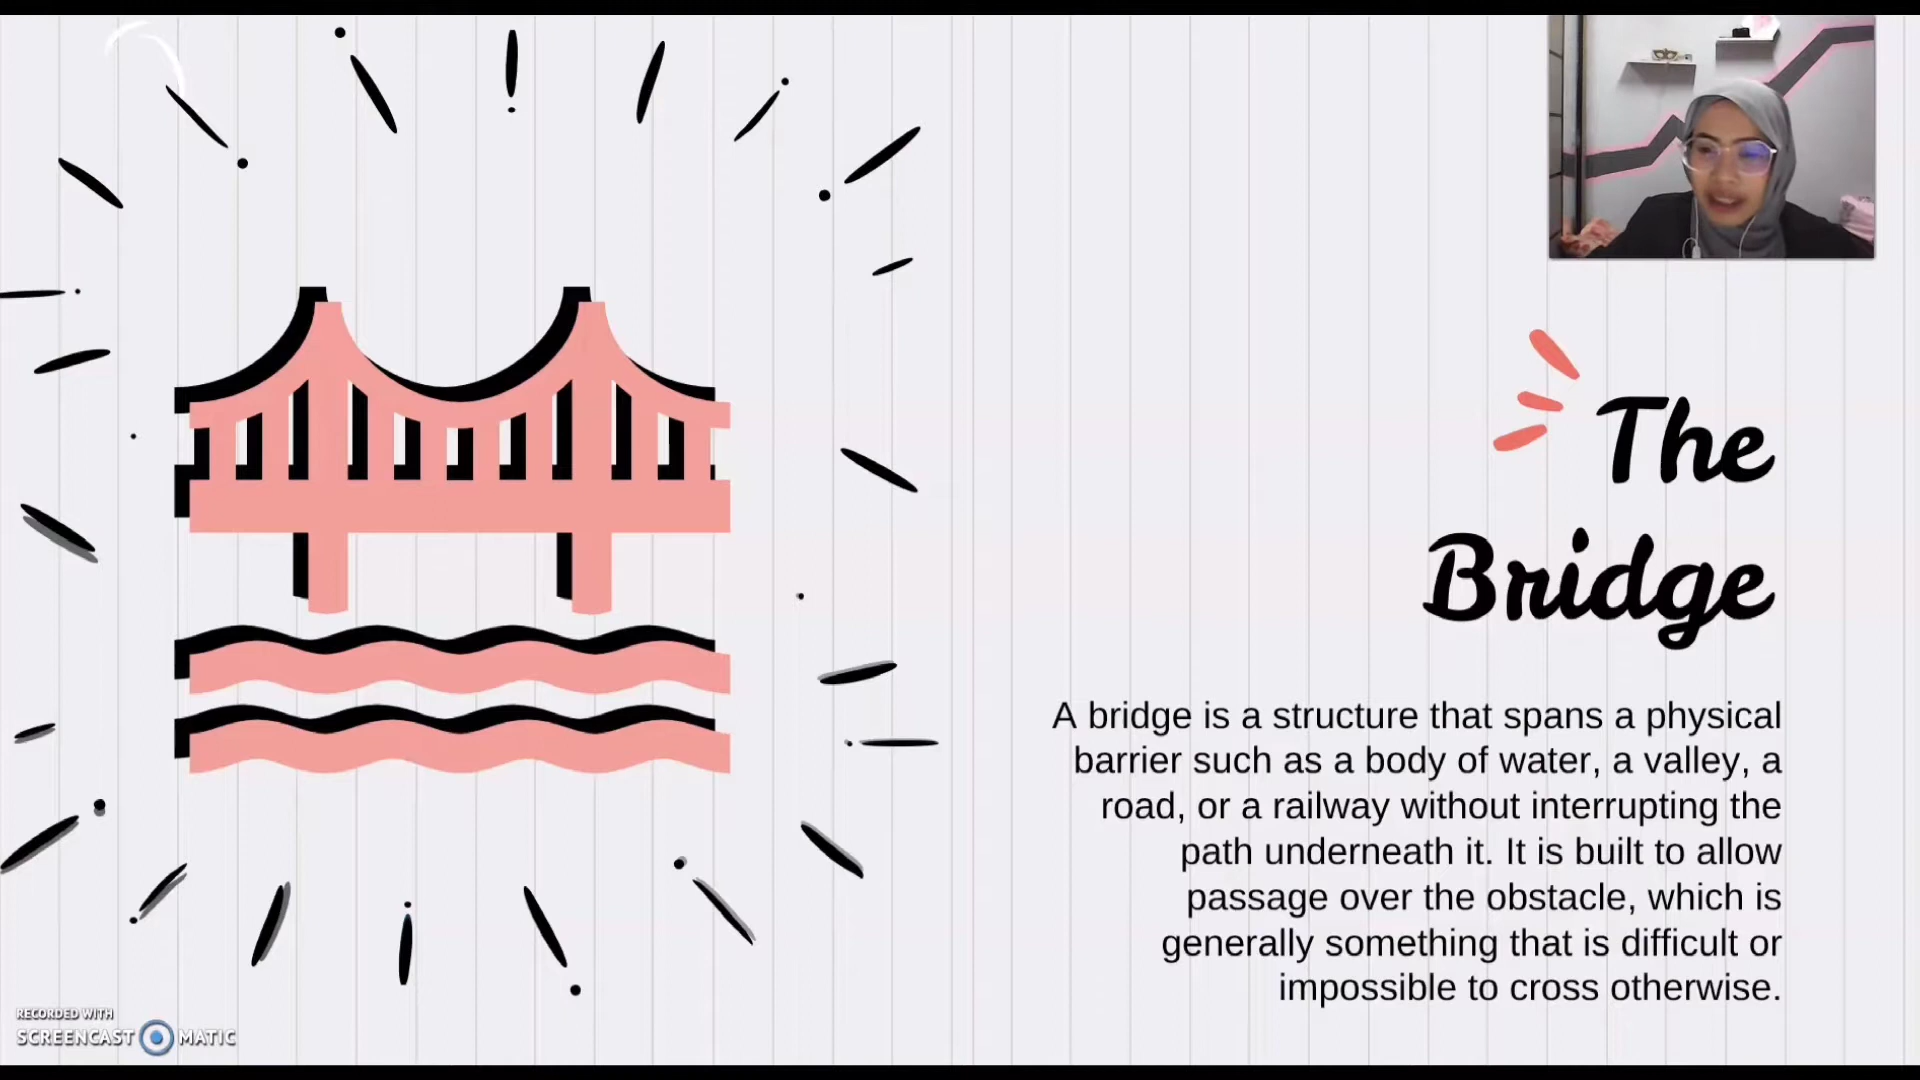 The
Bridge
A bridge is a structure that spans a physical
barrier such as a body of water, a valley, a
road, or a railway without interrupting the
path underneath it. It is built to allow
passage over the obstacle, which is
generally something that is difficult or
impossible to cross otherwise.
RECORDED WITH
SCREENCAST MATIC